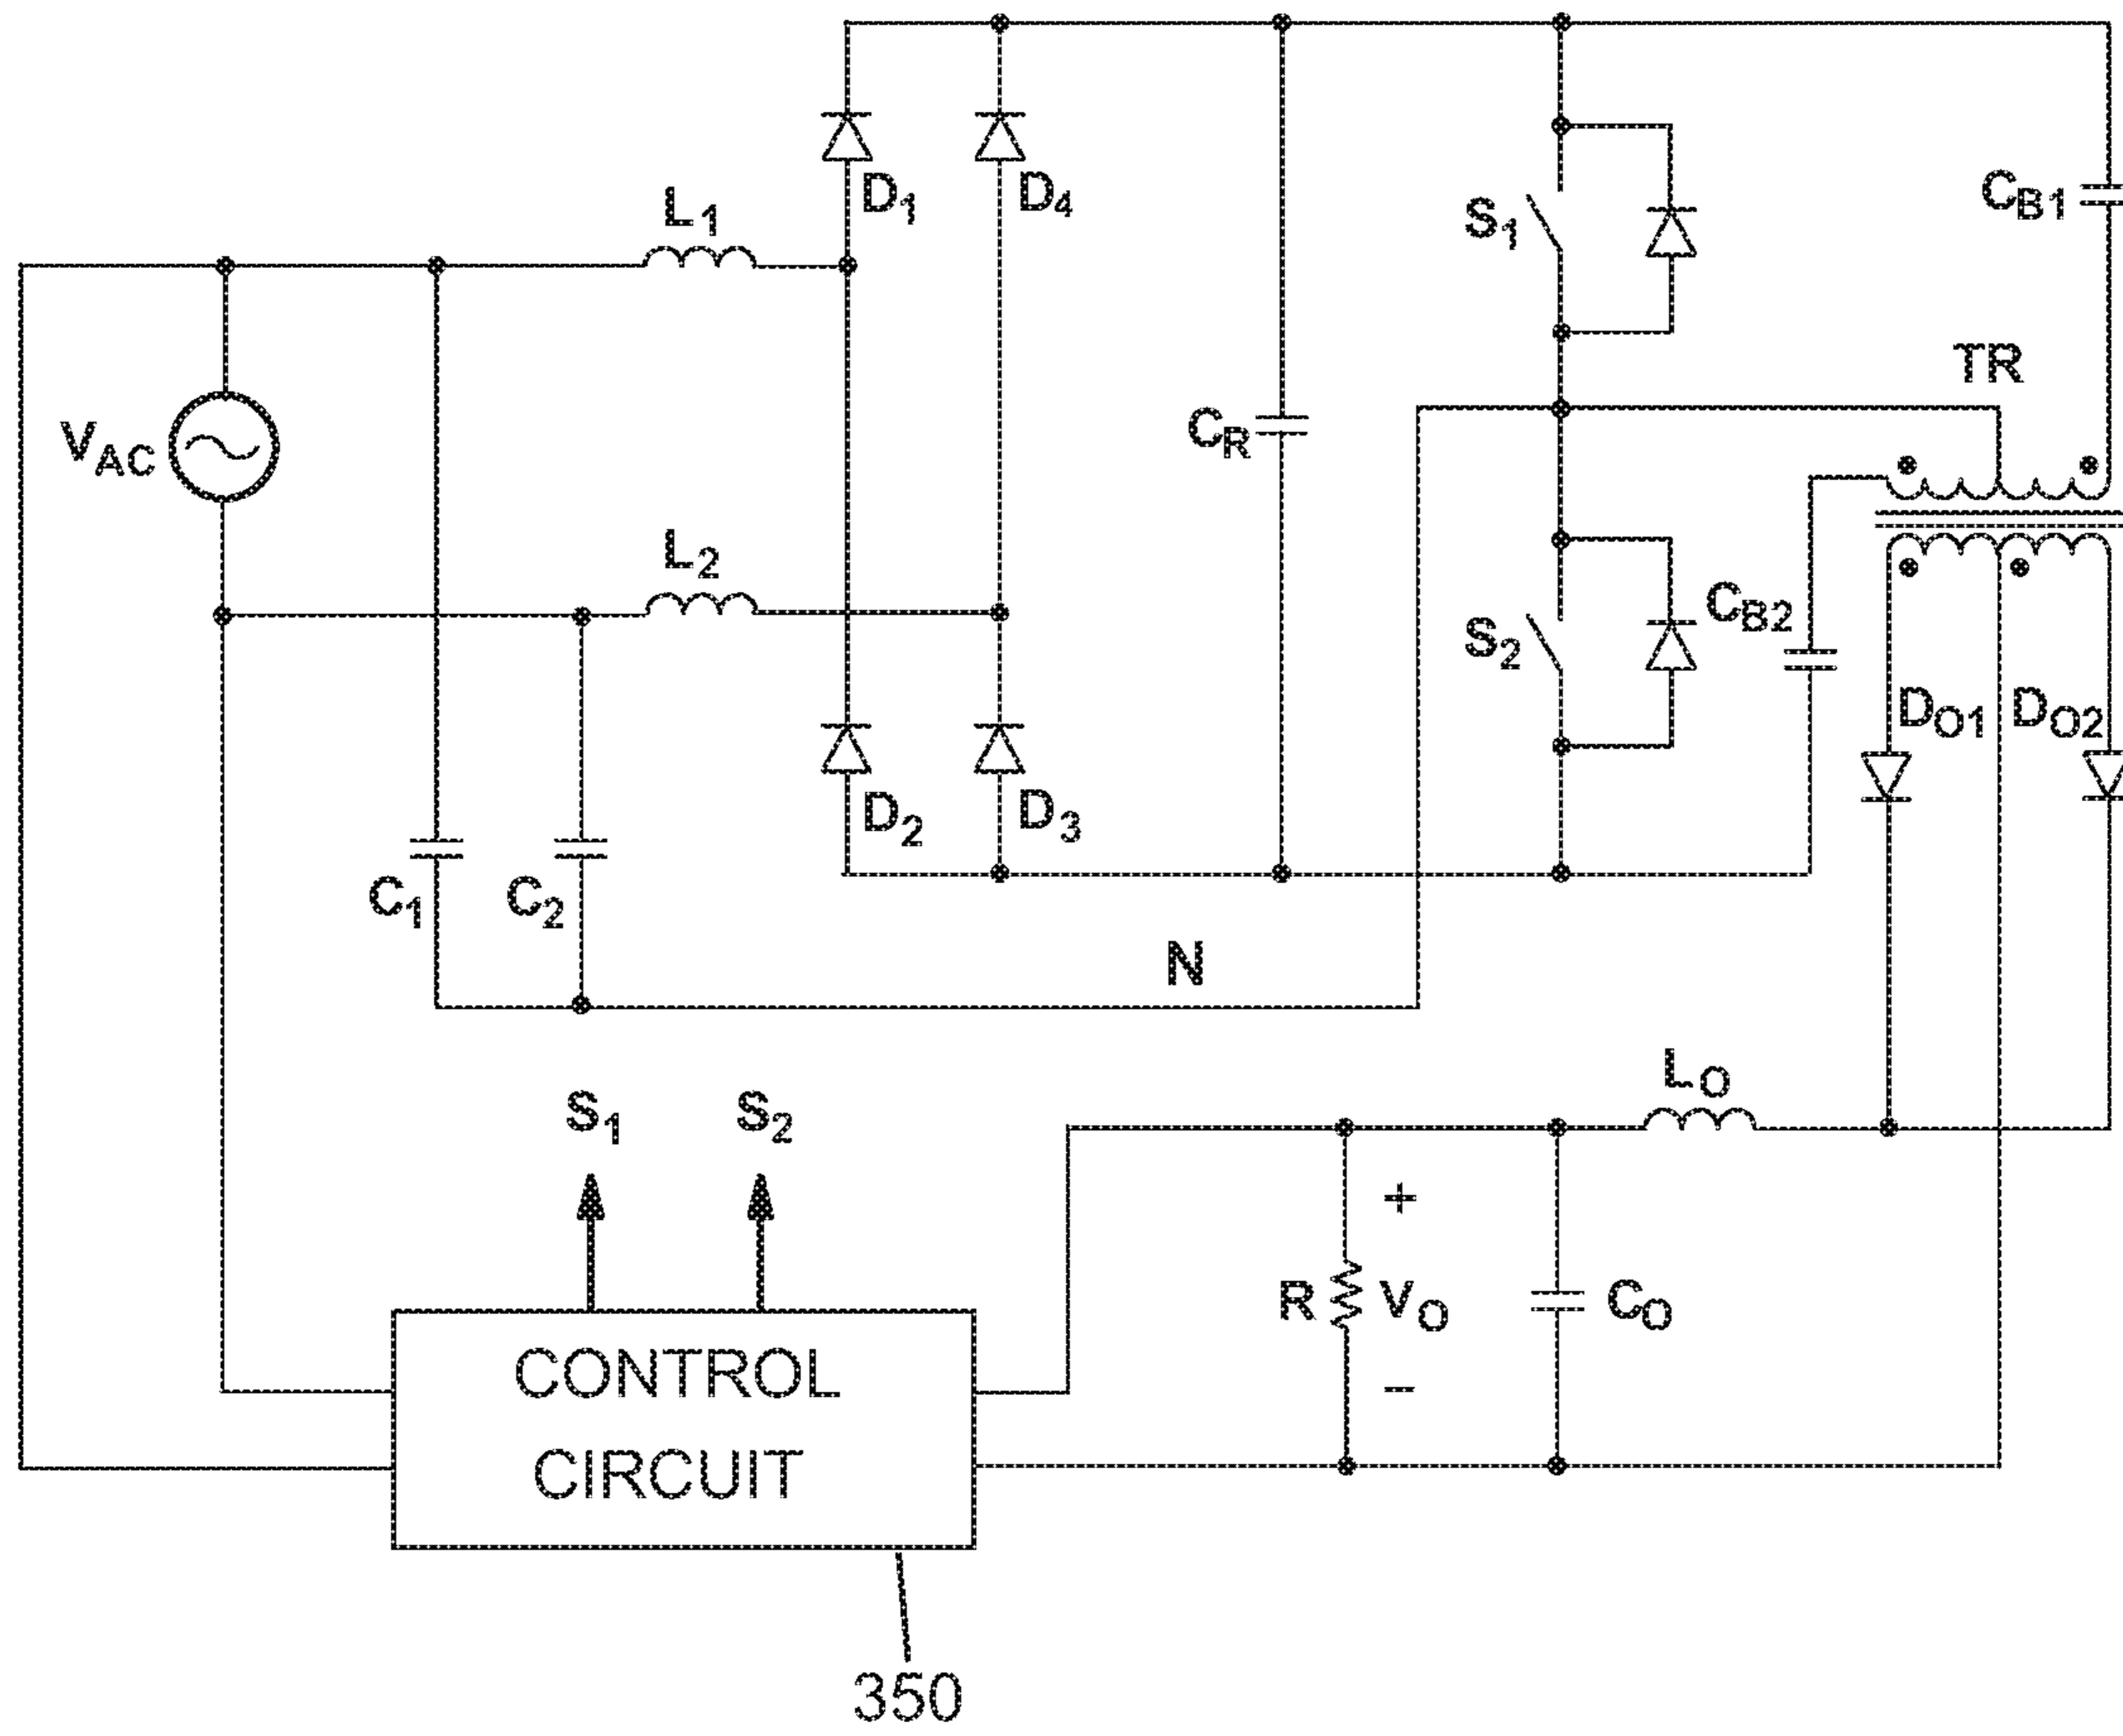 D1
D4
L1
S1
CB1
TR
VAC
CR
L2
S2
CB2
DO1
DO2
D2
D3
C1
C2
N
LO
S1
S2
+
R
VO
CO
−
CONTROL
CIRCUIT
350